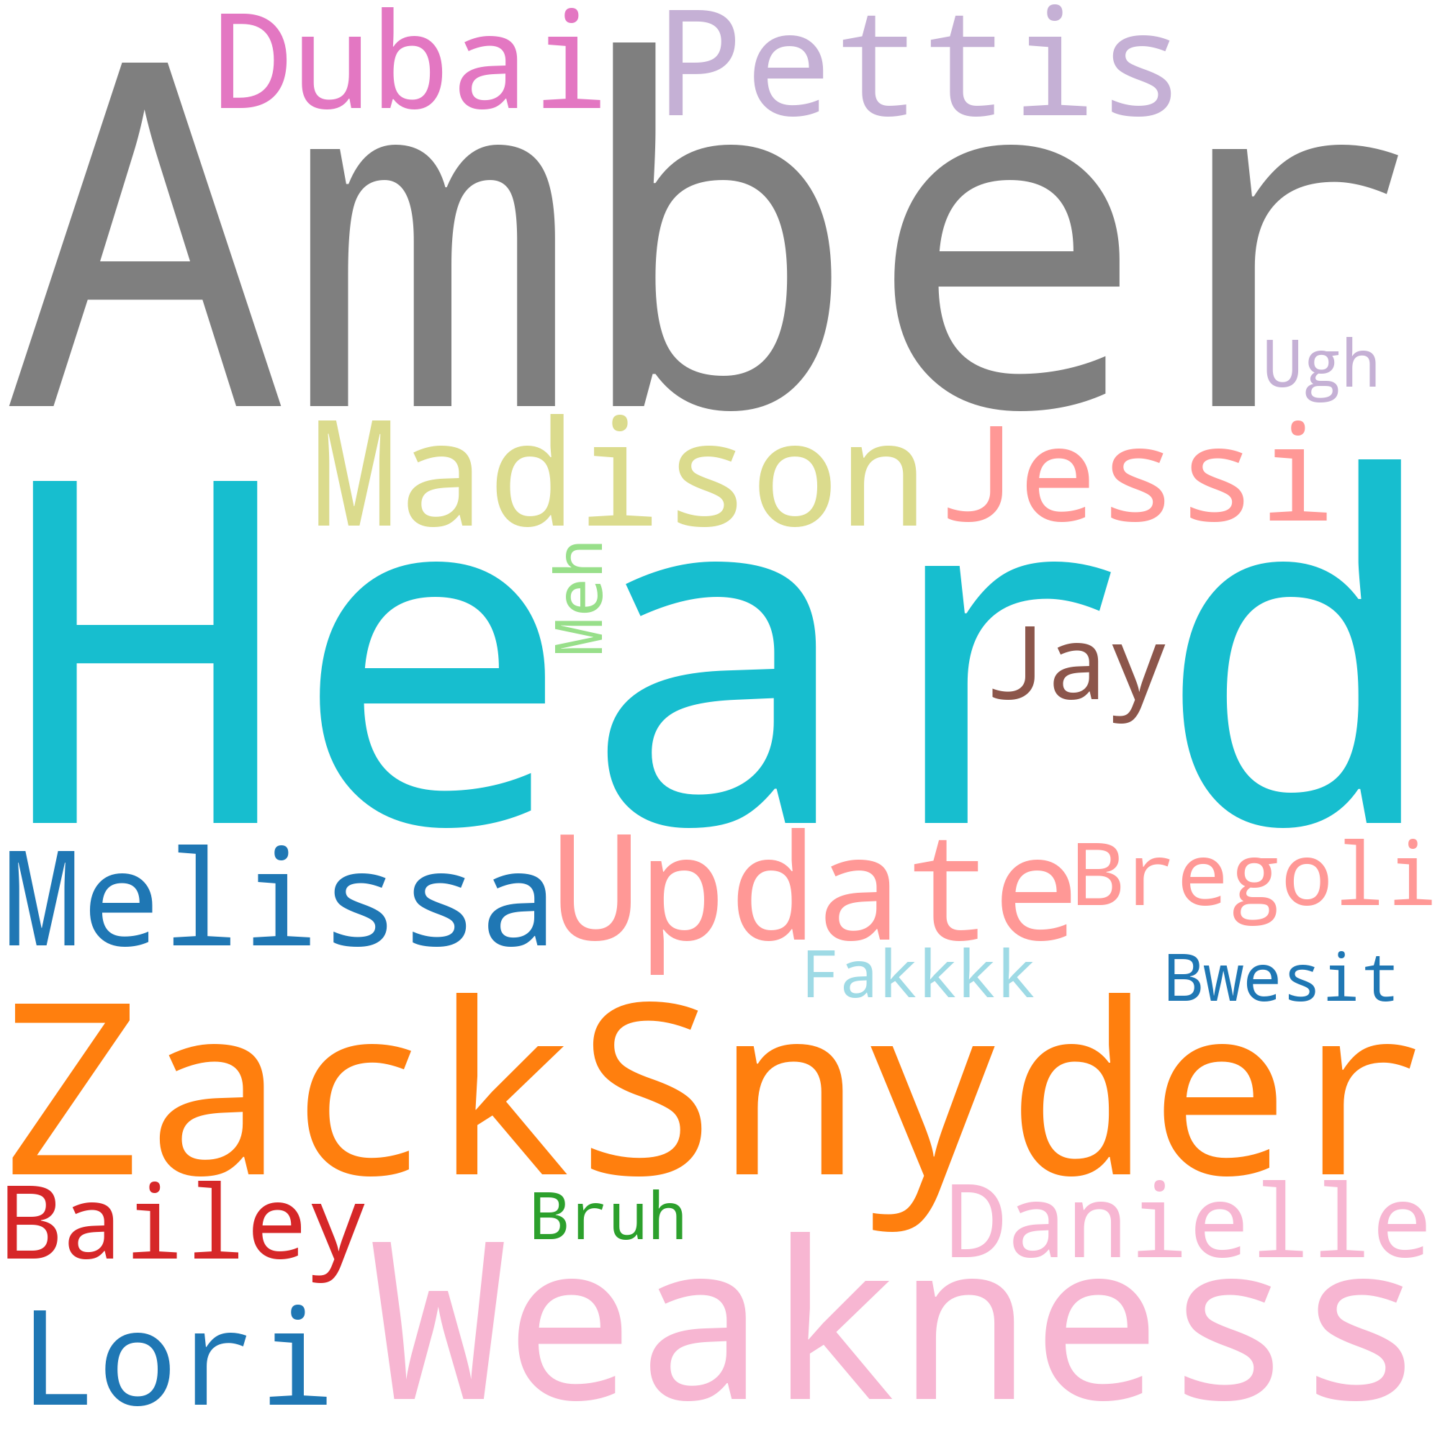 Dubai Pettis
Amber
Ugh
Madison Jessi
Heard
Meh
Jay
Melissa Update Bregoli
Fakkkk Bwesit
ZackSnyder
Bailey Bruh Danielle
Weakness
Lori